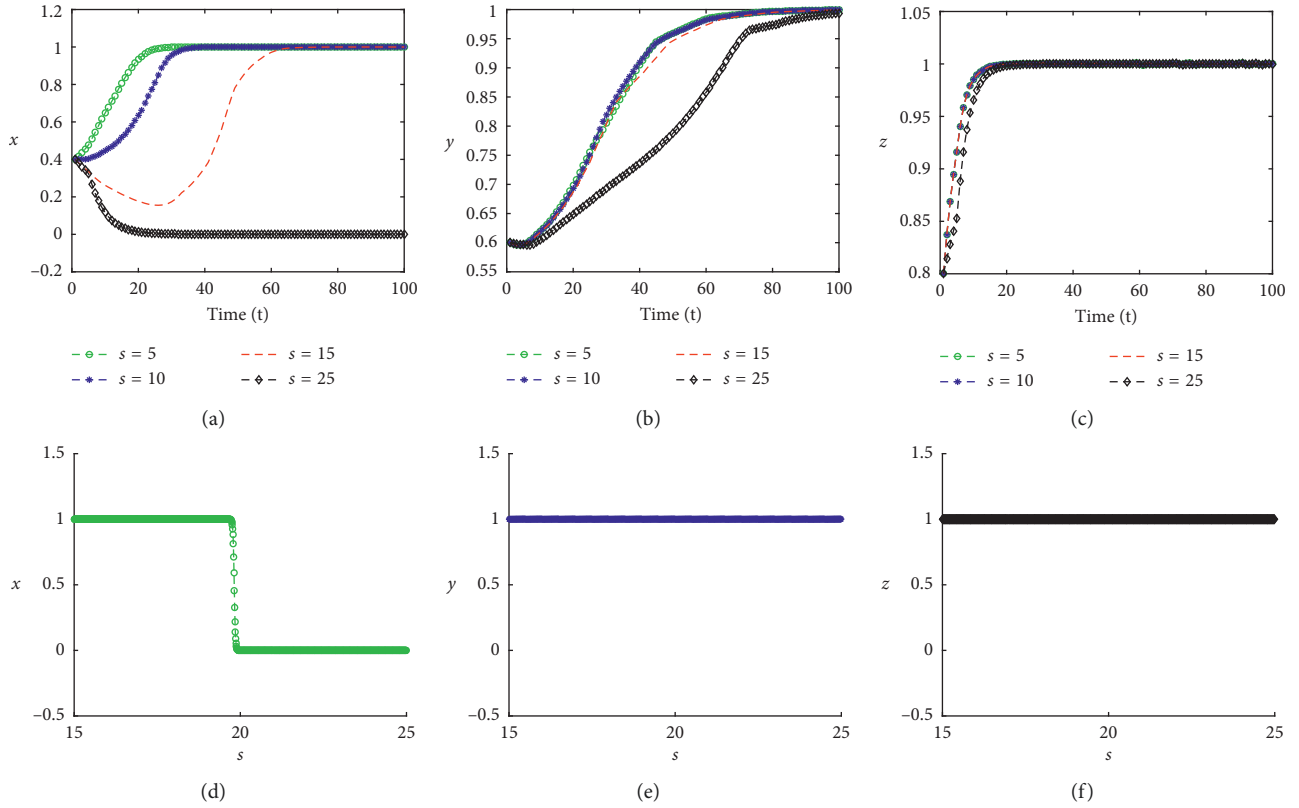 1.2
1
0.8
0.6
0.4
0.2
0
−0.2
x
0 20 40 60 80 100
Time (t)
s = 5
s = 15
s = 10
s = 25
(a)
1
0.95
0.9
0.85
0.8
0.75
0.7
0.65
0.6
0.55
y
0 20 40 60 80 100
Time (t)
s = 5
s = 15
s = 10
s = 25
(b)
1.05
1
0.95
0.9
0.85
0.8
z
0 20 40 60 80 100
Time (t)
s = 5
s = 15
s = 10
s = 25
(c)
1.5
1
0.5
0
−0.5
x
15 20 25
s
(d)
1.5
1
0.5
0
−0.5
y
15 20 25
s
(e)
1.5
1
0.5
0
−0.5
z
15 20 25
s
(f)